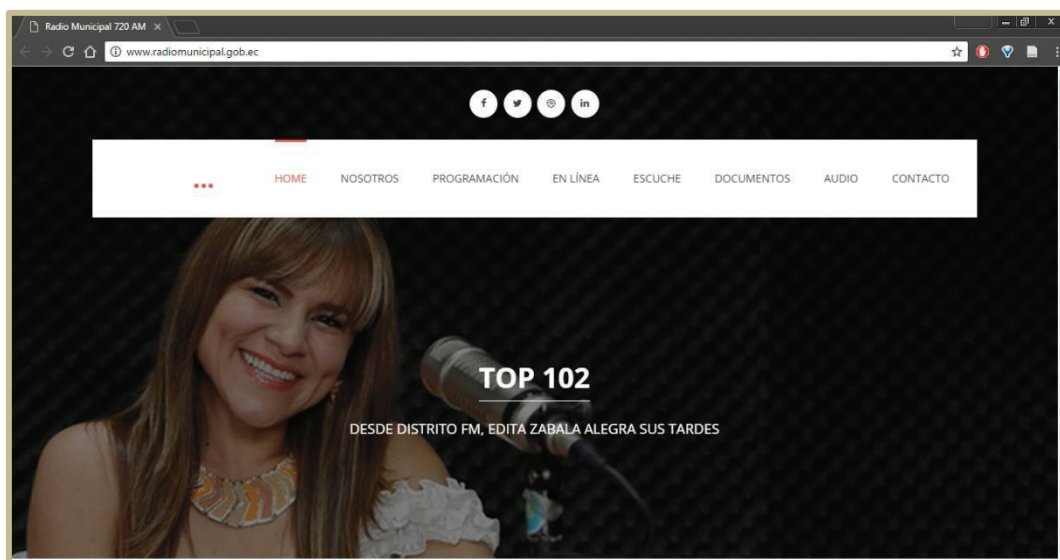 Radio Municipal 720 AM
www.radiomunicipal.gob.ec
HOME NOSOTROS PROGRAMACIÓN EN LÍNEA ESCUCHE DOCUMENTOS AUDIO CONTACTO
TOP 102
DESDE DISTRITO FM, EDITA ZABALA ALEGRA SUS TARDES